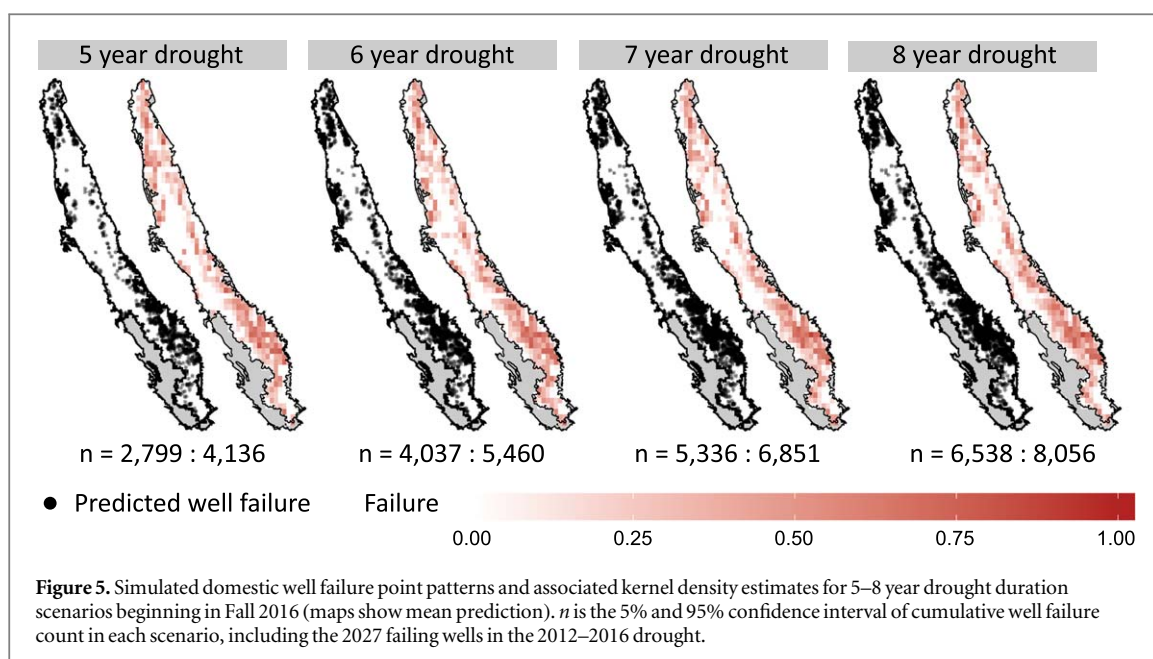 5 year drought
6 year drought
7 year drought
8 year drought
n = 2,799 : 4,136
n = 4,037 : 5,460
n = 5,336 : 6,851
n = 6,538 : 8,056
● Predicted well failure
Failure
0.00 0.25 0.50 0.75 1.00
Figure 5. Simulated domestic well failure point patterns and associated kernel density estimates for 5–8 year drought duration
scenarios beginning in Fall 2016 (maps show mean prediction). n is the 5% and 95% confidence interval of cumulative well failure
count in each scenario, including the 2027 failing wells in the 2012–2016 drought.